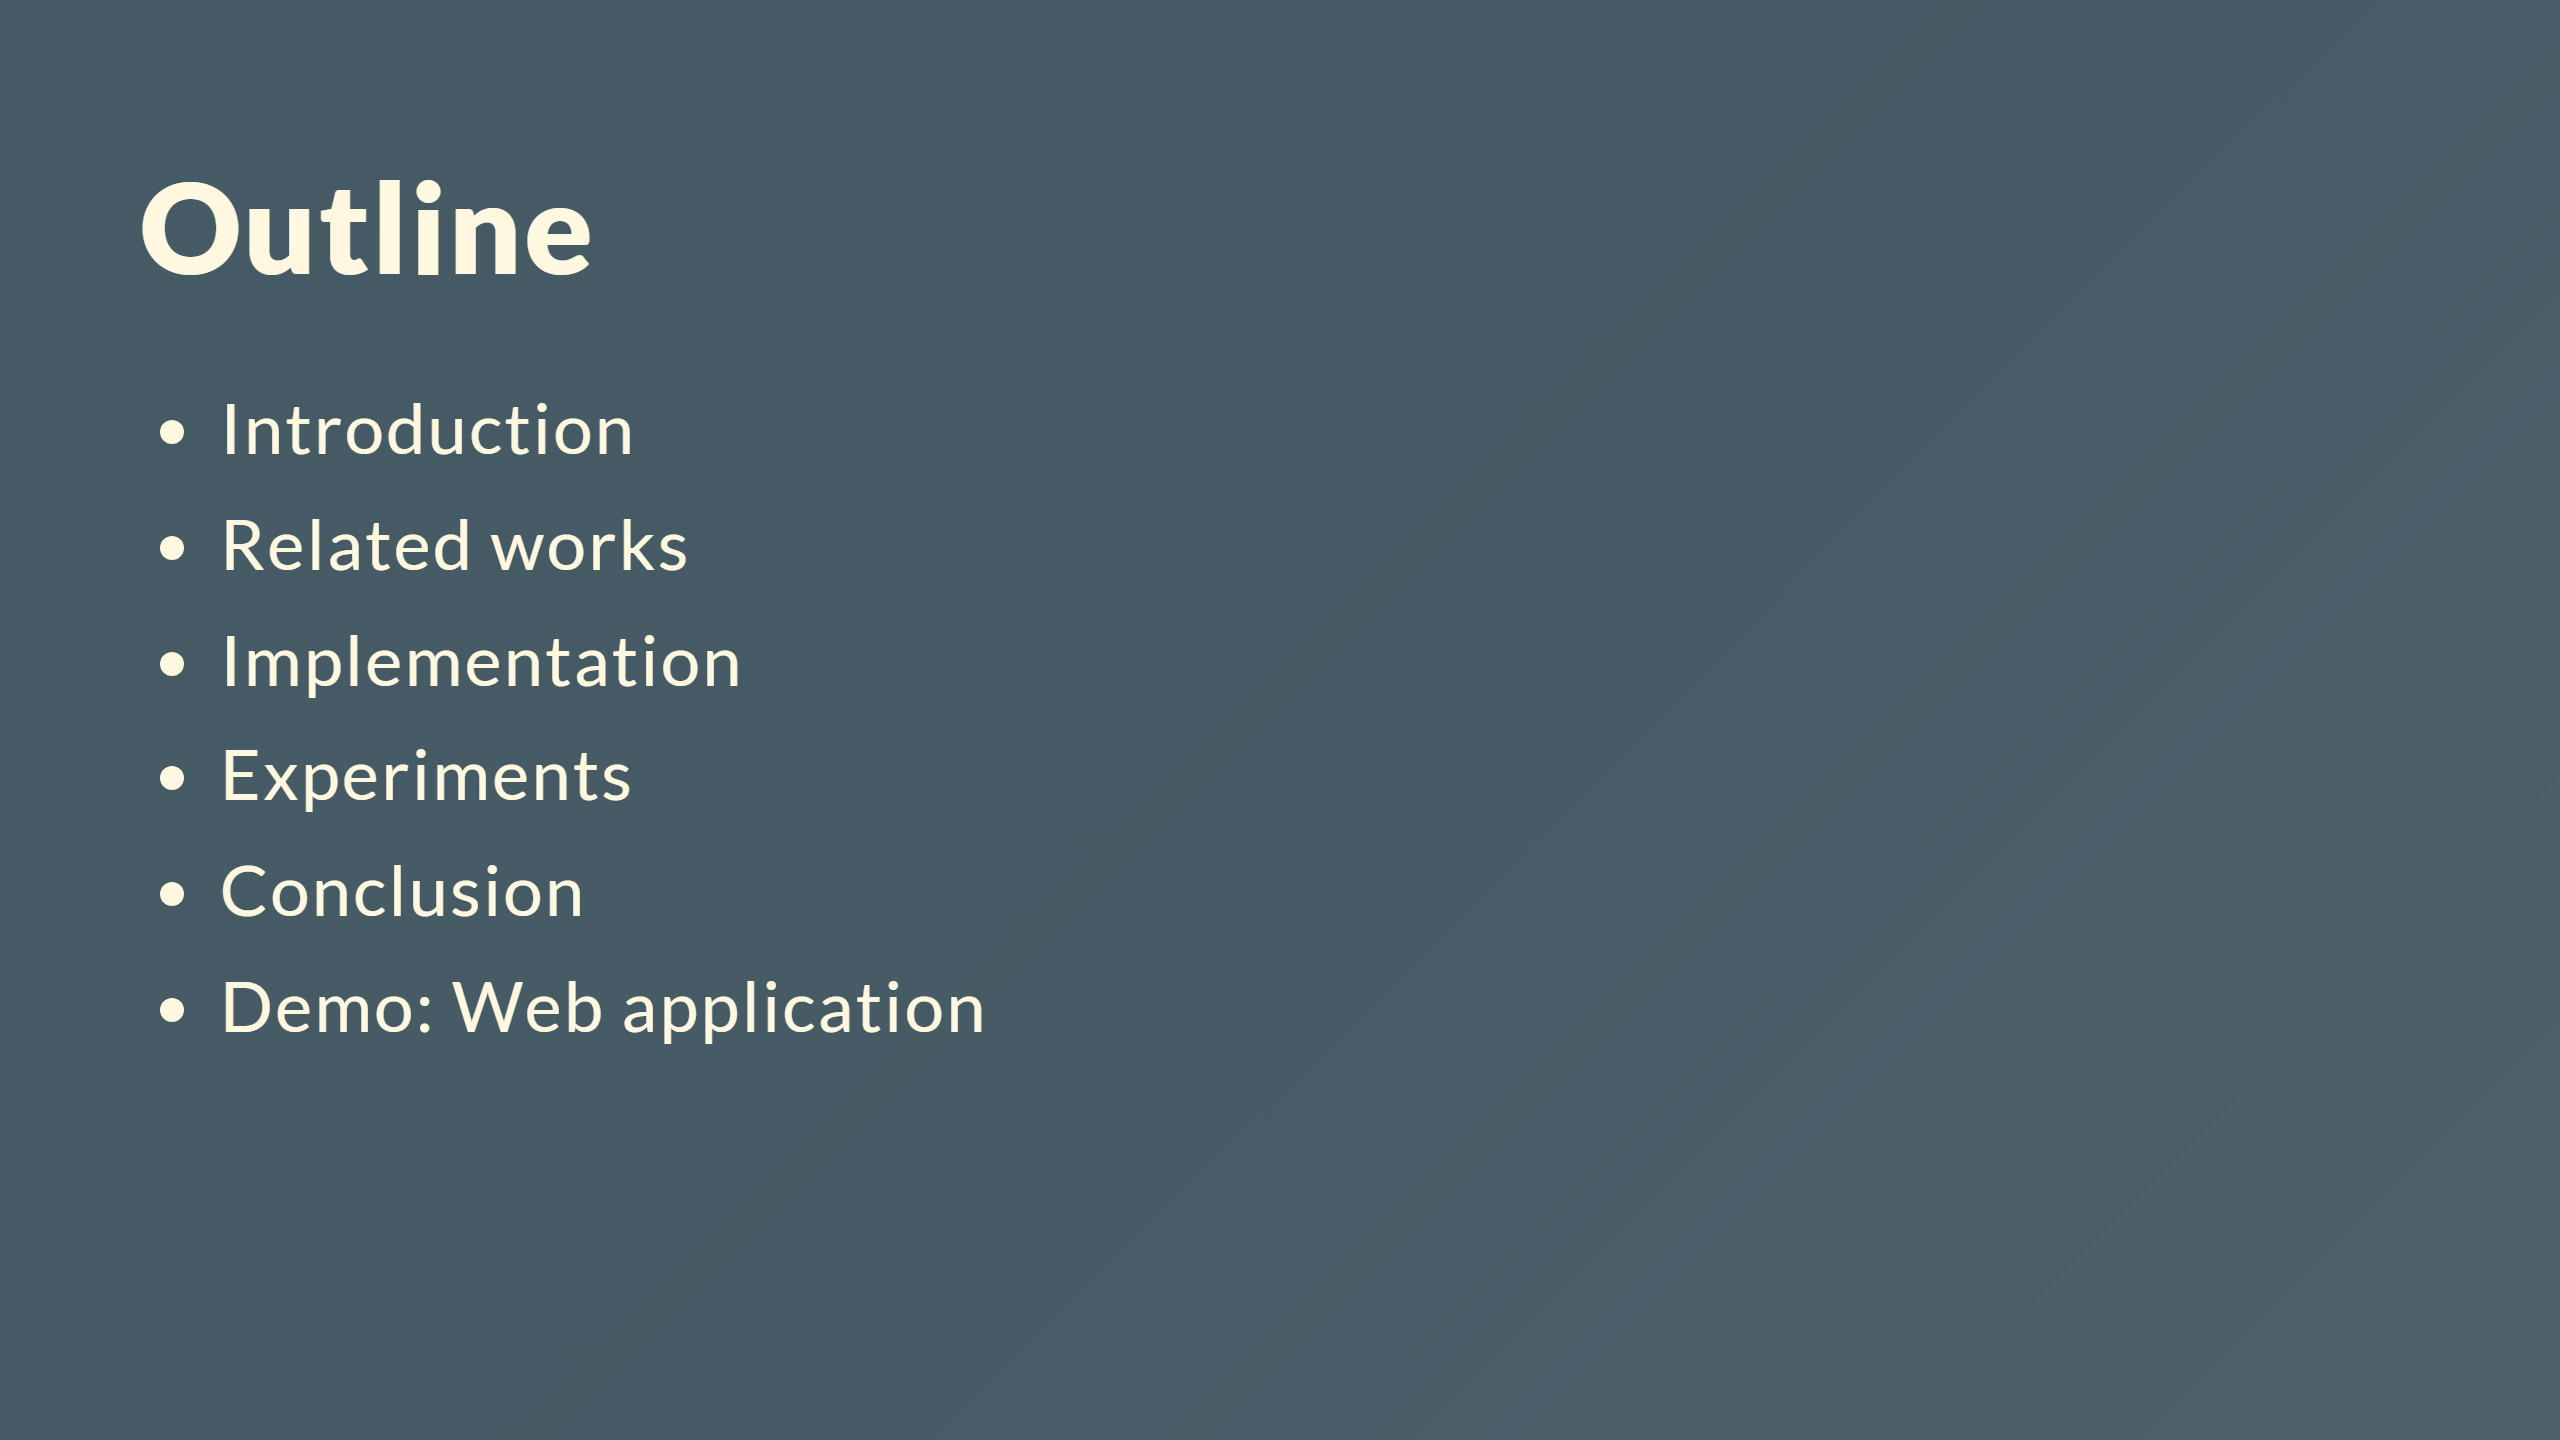 Outline
• Introduction
• Related works
• Implementation
• Experiments
• Conclusion
• Demo: Web application